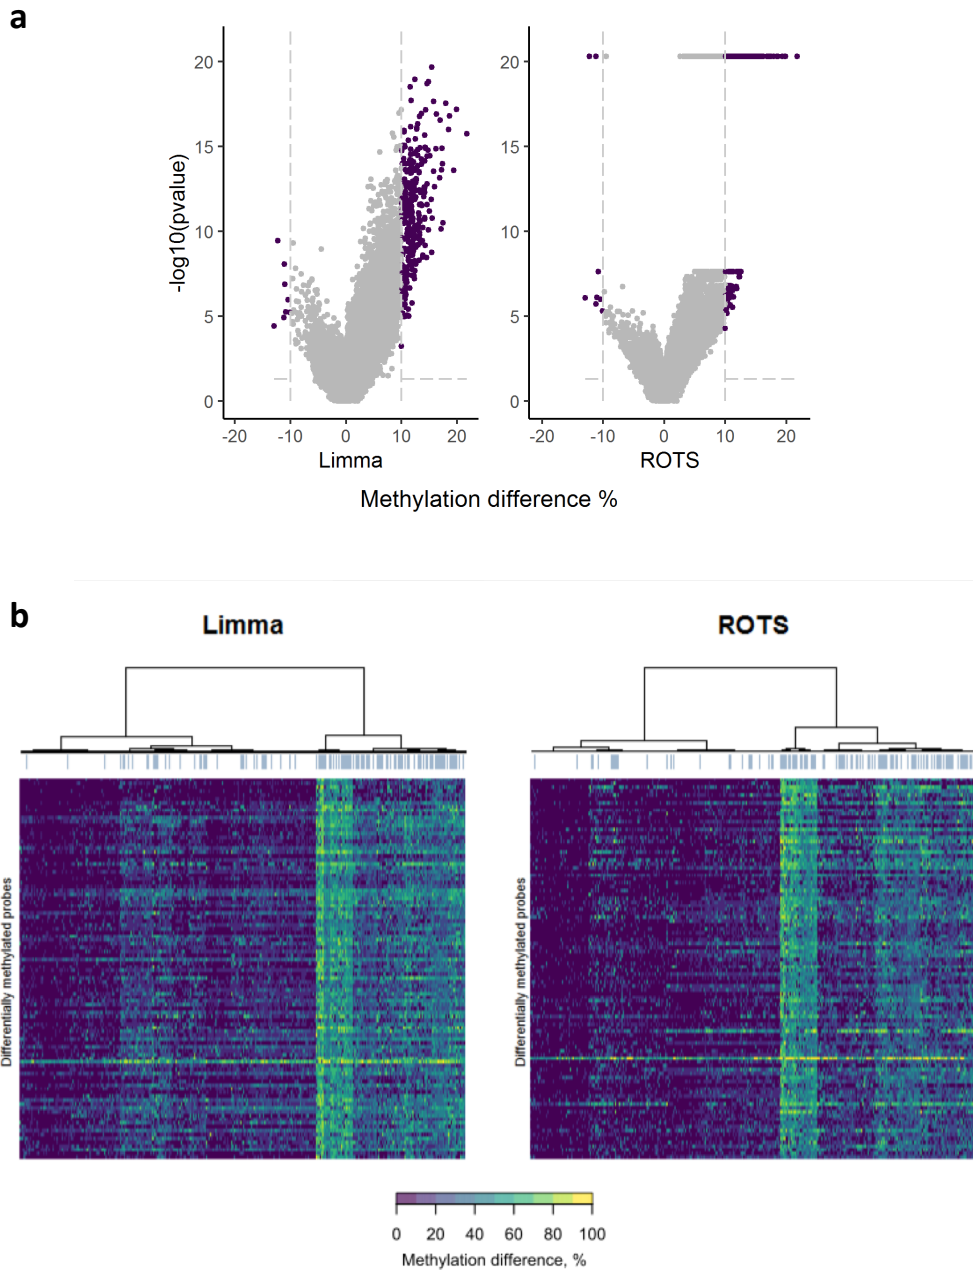 a
20
15
10
5
0
-log10(pvalue)
-20 -10 0 10 20
Limma
20
15
10
5
0
-20 -10 0 10 20
ROTS
Methylation difference %
b
Limma
ROTS
Differentially methylated probes
Differentially methylated probes
0 20 40 60 80 100
Methylation difference, %